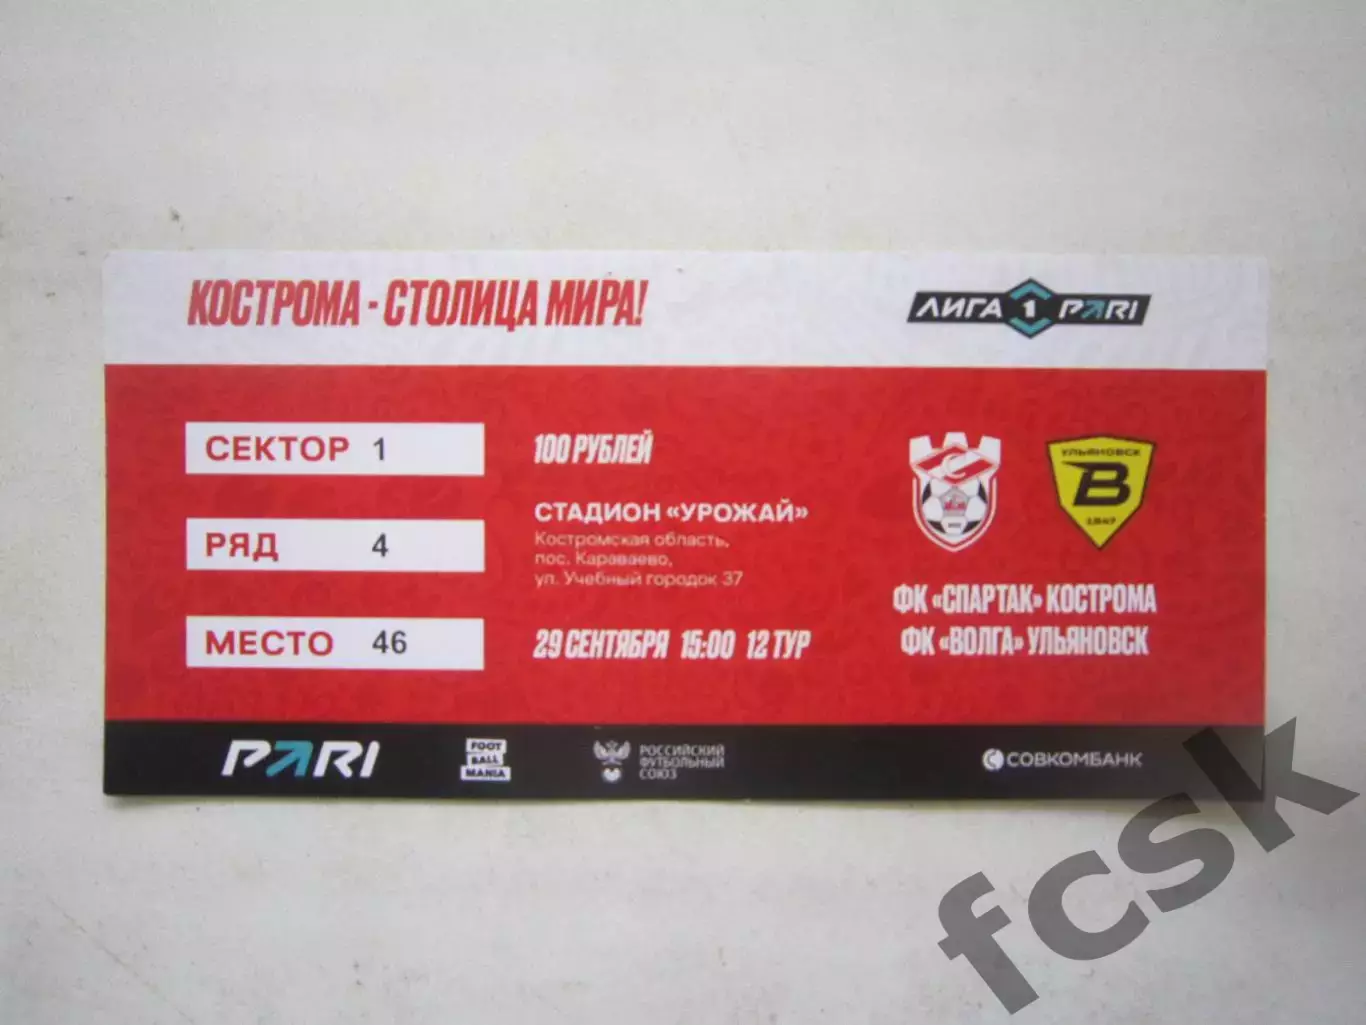 КОСТРОМА - СТОЛИЦА МИРА!
ЛИГА 1 PARI
СЕКТОР 1
РЯД 4
МЕСТО 46
100 РУБЛЕЙ
СТАДИОН «УРОЖАЙ»
Костромская область,
пос. Караваево,
ул. Учебный городок 37
29 СЕНТЯБРЯ 15:00 12 ТУР
УЛЬЯНОВСК
В
1947
ФК «СПАРТАК» КОСТРОМА
ФК «ВОЛГА» УЛЬЯНОВСК
PARI
FOOT
BALL
MANIA
РОССИЙСКИЙ
ФУТБОЛЬНЫЙ
СОЮЗ
СОВКОМБАНК
fcsk